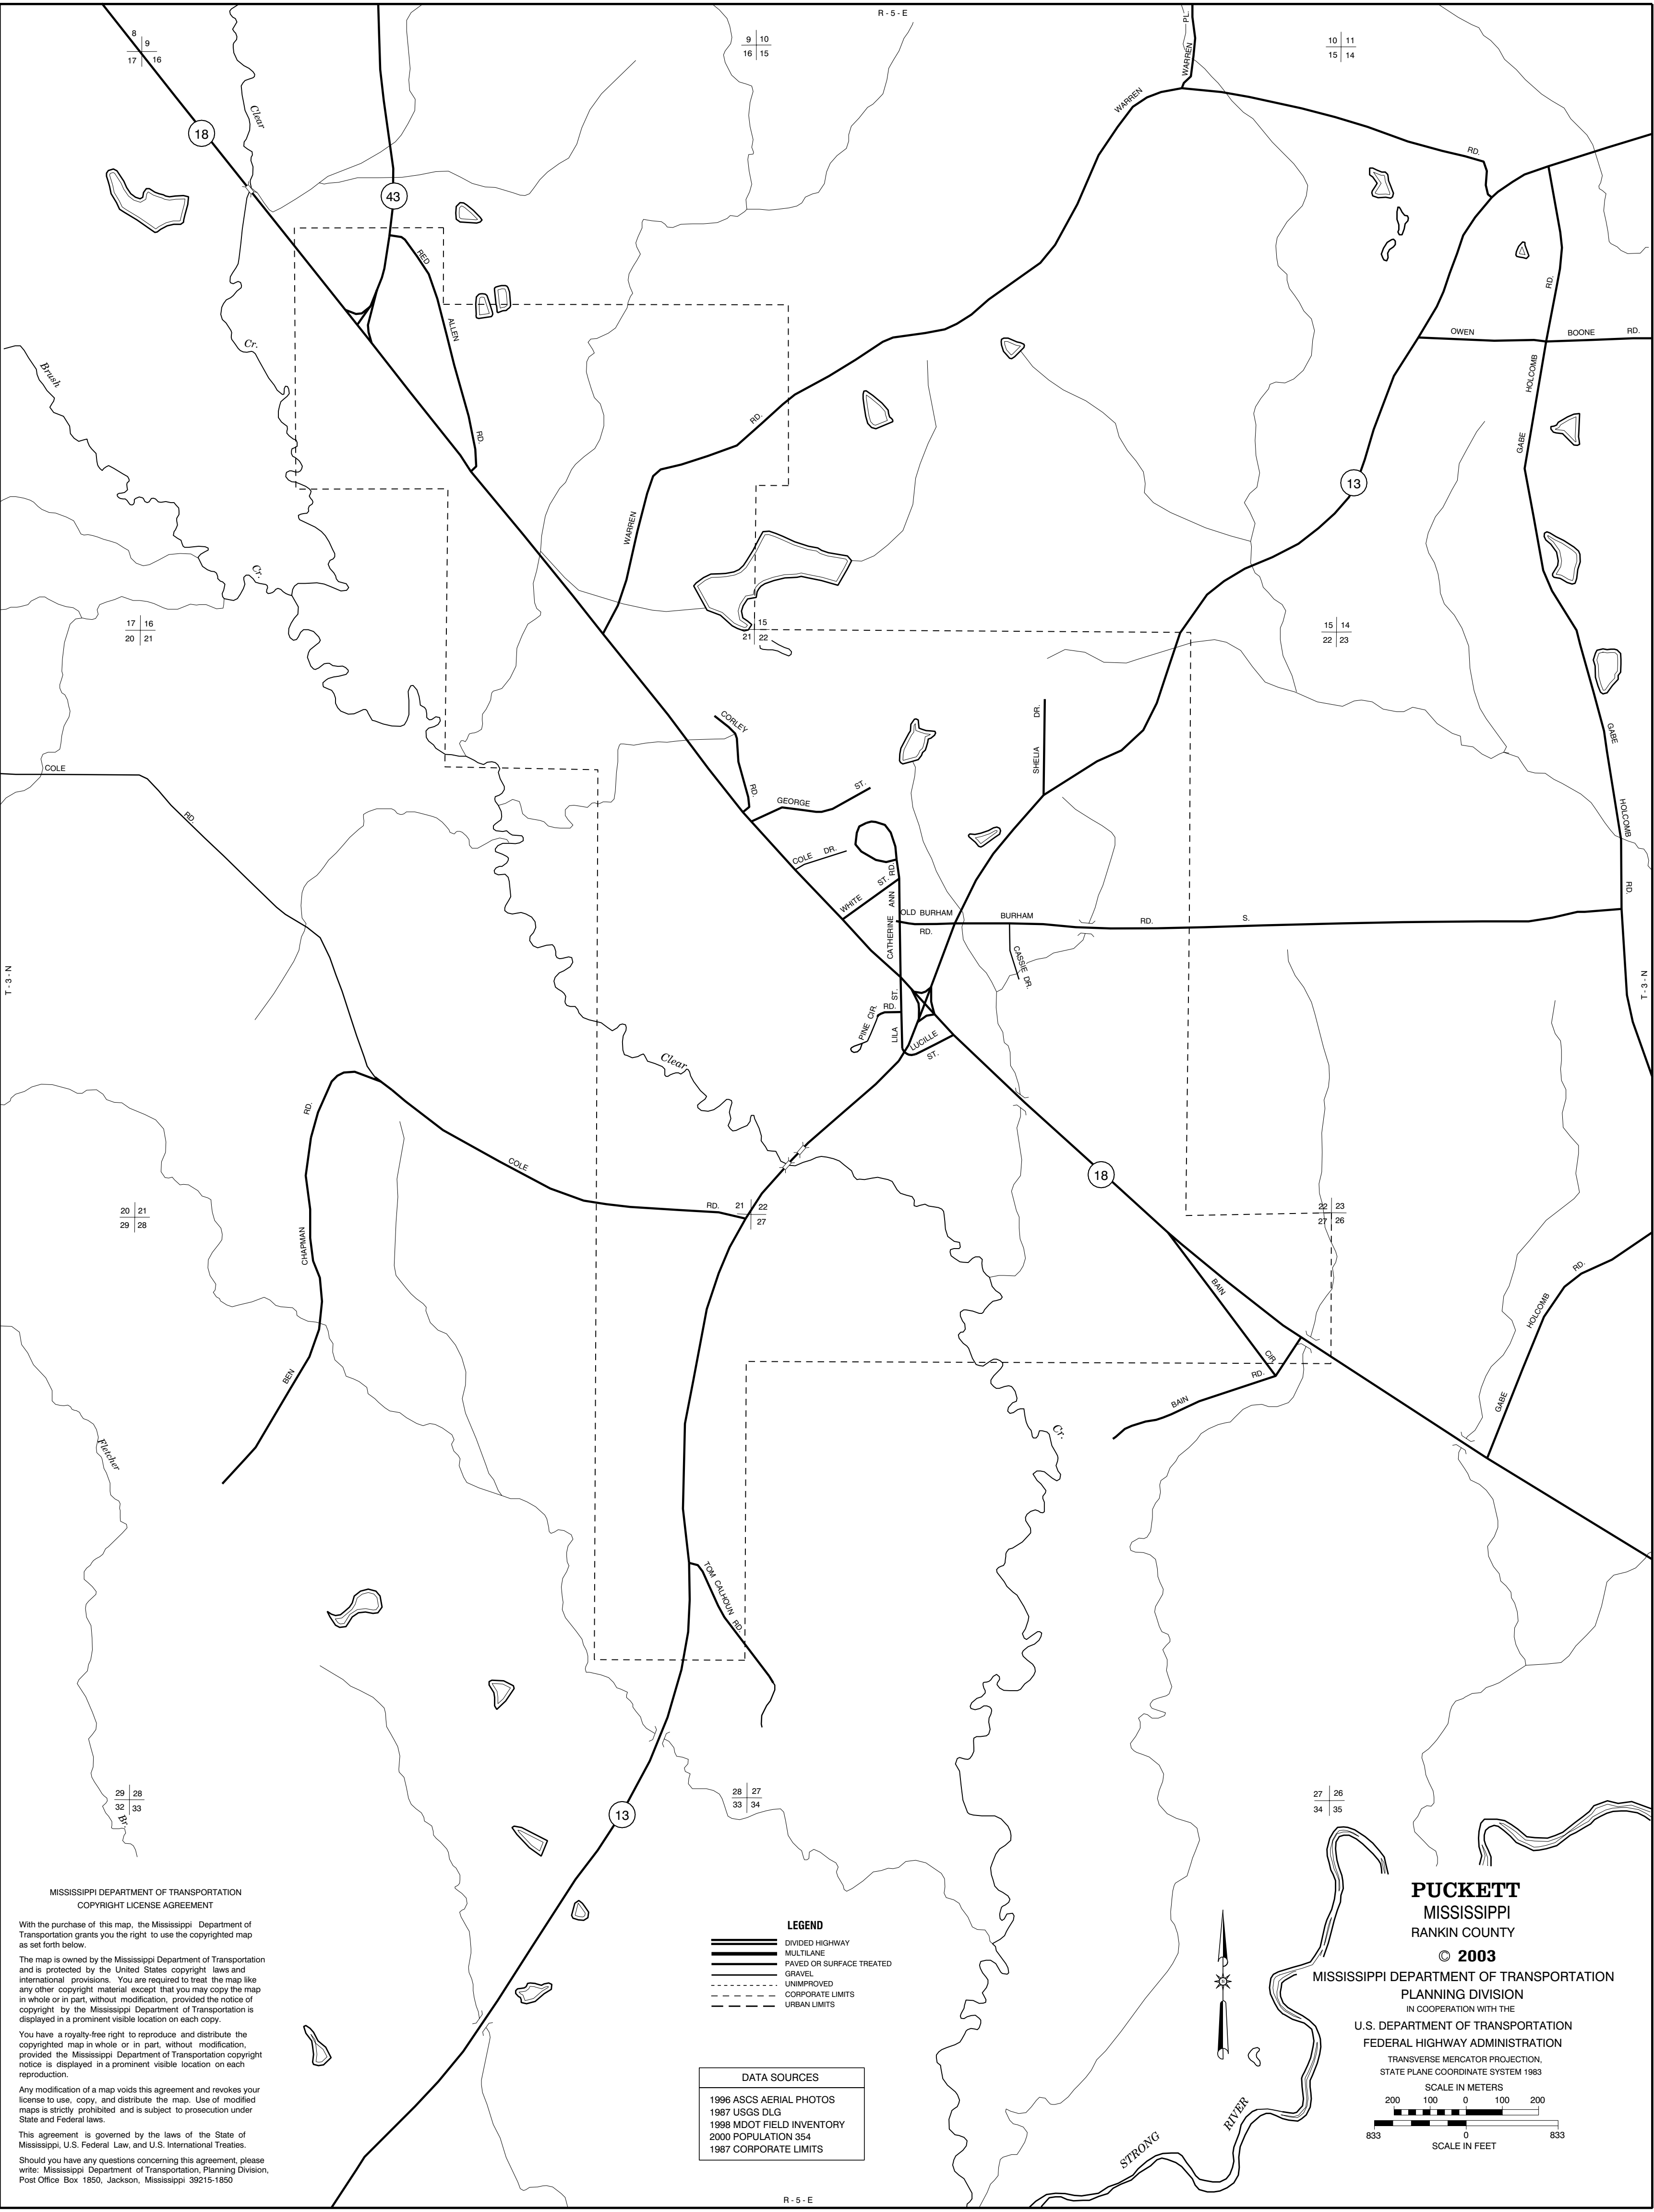 R - 5 - E
8 9
17 16
9 10
16 15
10 11
15 14
WARREN PL.
WARREN
RD.
Clear
18
43
RED
ALLEN
RD.
Cr.
Brush
Cr.
OWEN BOONE RD.
RD.
HOLCOMB
GABE
WARREN
RD.
13
17 16
20 21
15
21 22
15 14
22 23
COLE
RD.
CORLEY
RD.
GEORGE ST.
SHELIA DR.
GABE
HOLCOMB
RD.
COLE DR.
WHITE ST.
CATHERINE ANN RD.
OLD BURHAM
RD.
BURHAM RD. S.
CASSIE DR.
T - 3 - N
T - 3 - N
PINE CIR. RD.
LILA ST.
LUCILLE
ST.
Clear
18
COLE
RD.
21 22
27
22 23
27 26
20 21
29 28
BEN
CHAPMAN
RD.
BAIN
CIR.
BAIN
RD.
GABE
HOLCOMB
RD.
Fletcher
Cr.
TOM CALHOUN RD.
29 28
32 33
Br.
28 27
33 34
27 26
34 35
13
STRONG
RIVER
MISSISSIPPI DEPARTMENT OF TRANSPORTATION
COPYRIGHT LICENSE AGREEMENT
With the purchase of this map, the Mississippi Department of
Transportation grants you the right to use the copyrighted map
as set forth below.
The map is owned by the Mississippi Department of Transportation
and is protected by the United States copyright laws and
international provisions. You are required to treat the map like
any other copyright material except that you may copy the map
in whole or in part, without modification, provided the notice of
copyright by the Mississippi Department of Transportation is
displayed in a prominent visible location on each copy.
You have a royalty-free right to reproduce and distribute the
copyrighted map in whole or in part, without modification,
provided the Mississippi Department of Transportation copyright
notice is displayed in a prominent visible location on each
reproduction.
Any modification of a map voids this agreement and revokes your
license to use, copy, and distribute the map. Use of modified
maps is strictly prohibited and is subject to prosecution under
State and Federal laws.
This agreement is governed by the laws of the State of
Mississippi, U.S. Federal Law, and U.S. International Treaties.
Should you have any questions concerning this agreement, please
write: Mississippi Department of Transportation, Planning Division,
Post Office Box 1850, Jackson, Mississippi 39215-1850
LEGEND
DIVIDED HIGHWAY
MULTILANE
PAVED OR SURFACE TREATED
GRAVEL
UNIMPROVED
CORPORATE LIMITS
URBAN LIMITS
DATA SOURCES
1996 ASCS AERIAL PHOTOS
1987 USGS DLG
1998 MDOT FIELD INVENTORY
2000 POPULATION 354
1987 CORPORATE LIMITS
PUCKETT
MISSISSIPPI
RANKIN COUNTY
© 2003
MISSISSIPPI DEPARTMENT OF TRANSPORTATION
PLANNING DIVISION
IN COOPERATION WITH THE
U.S. DEPARTMENT OF TRANSPORTATION
FEDERAL HIGHWAY ADMINISTRATION
TRANSVERSE MERCATOR PROJECTION,
STATE PLANE COORDINATE SYSTEM 1983
SCALE IN METERS
200 100 0 100 200
833 0 833
SCALE IN FEET
R - 5 - E